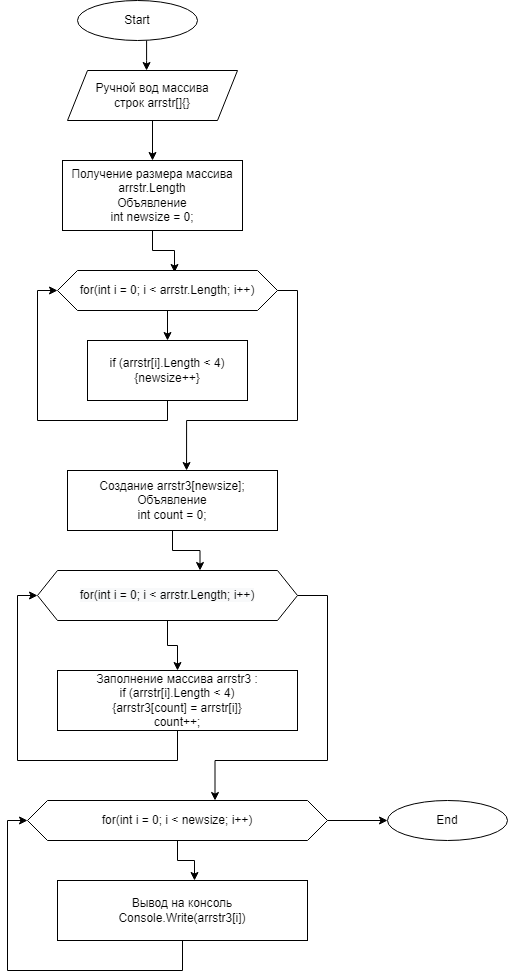 Start
Ручной вод массива
строк arrstr[]{}
Получение размера массива
arrstr.Length
Объявление
int newsize = 0;
for(int i = 0; i < arrstr.Length; i++)
if (arrstr[i].Length < 4)
{newsize++}
Создание arrstr3[newsize];
Объявление
int count = 0;
for(int i = 0; i < arrstr.Length; i++)
Заполнение массива arrstr3 :
if (arrstr[i].Length < 4)
{arrstr3[count] = arrstr[i]}
count++;
for(int i = 0; i < newsize; i++)
End
Вывод на консоль
Console.Write(arrstr3[i])